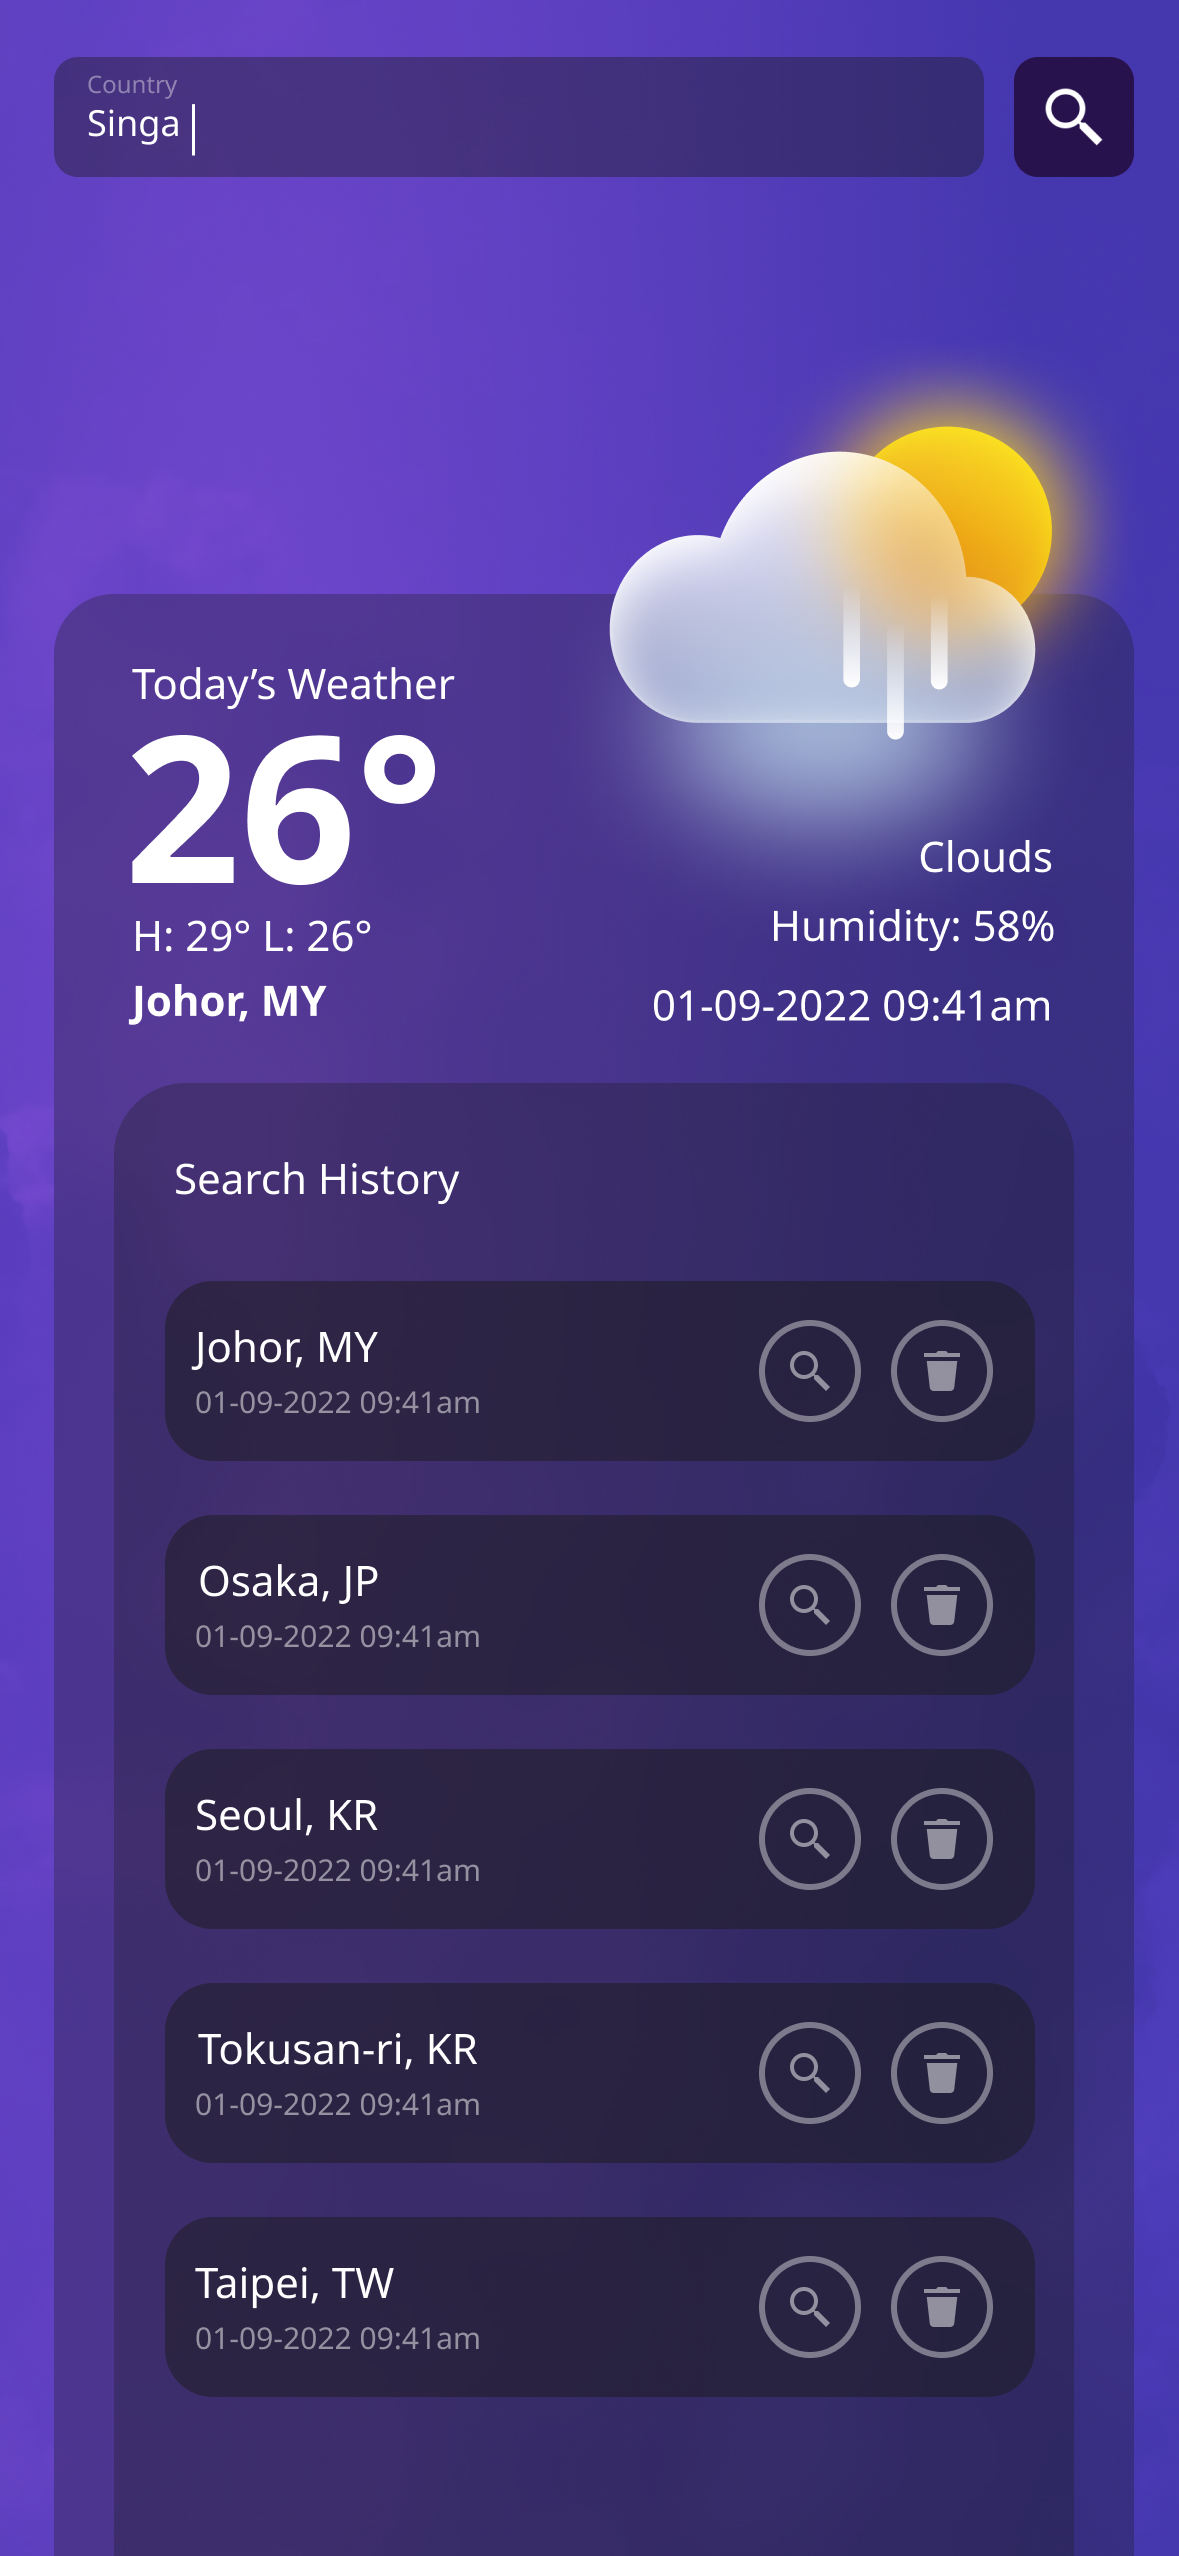 Country
Singa
Today’s Weather
26°
H: 29° L: 26°
Johor, MY
Clouds
Humidity: 58%
01-09-2022 09:41am
Search History
Johor, MY
01-09-2022 09:41am
Osaka, JP
01-09-2022 09:41am
Seoul, KR
01-09-2022 09:41am
Tokusan-ri, KR
01-09-2022 09:41am
Taipei, TW
01-09-2022 09:41am